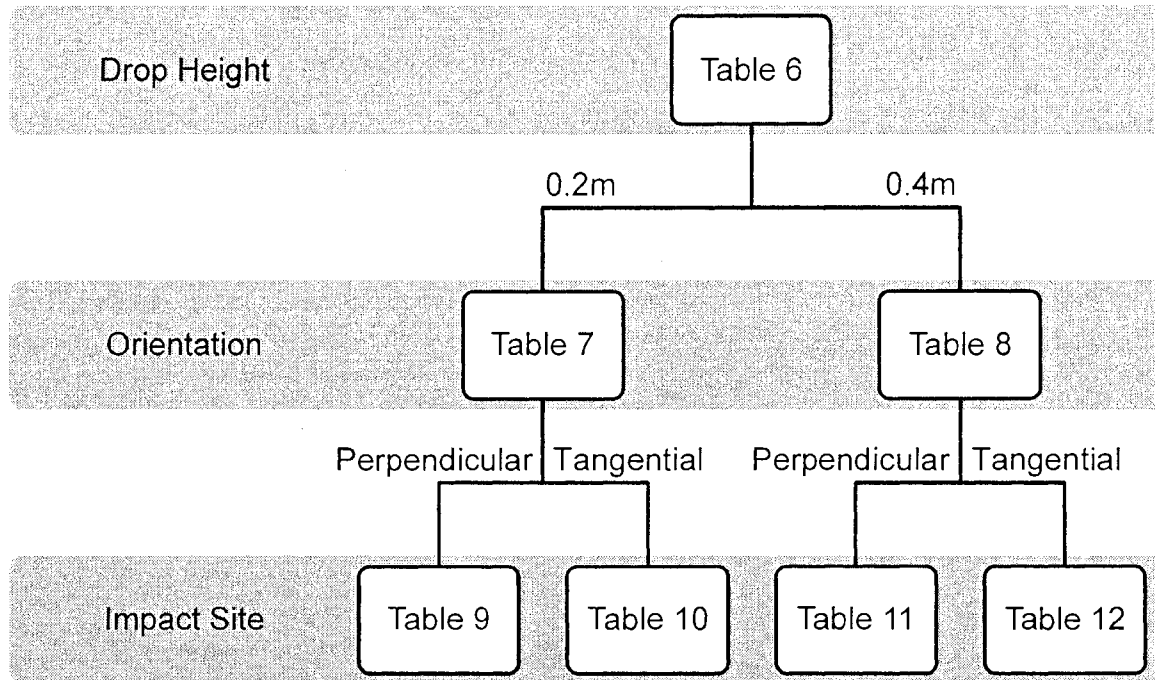 Drop Height
Table 6
0.2m 0.4m
Orientation
Table 7 Table 8
Perpendicular Tangential Perpendicular Tangential
Impact Site
Table 9 Table 10 Table 11 Table 12